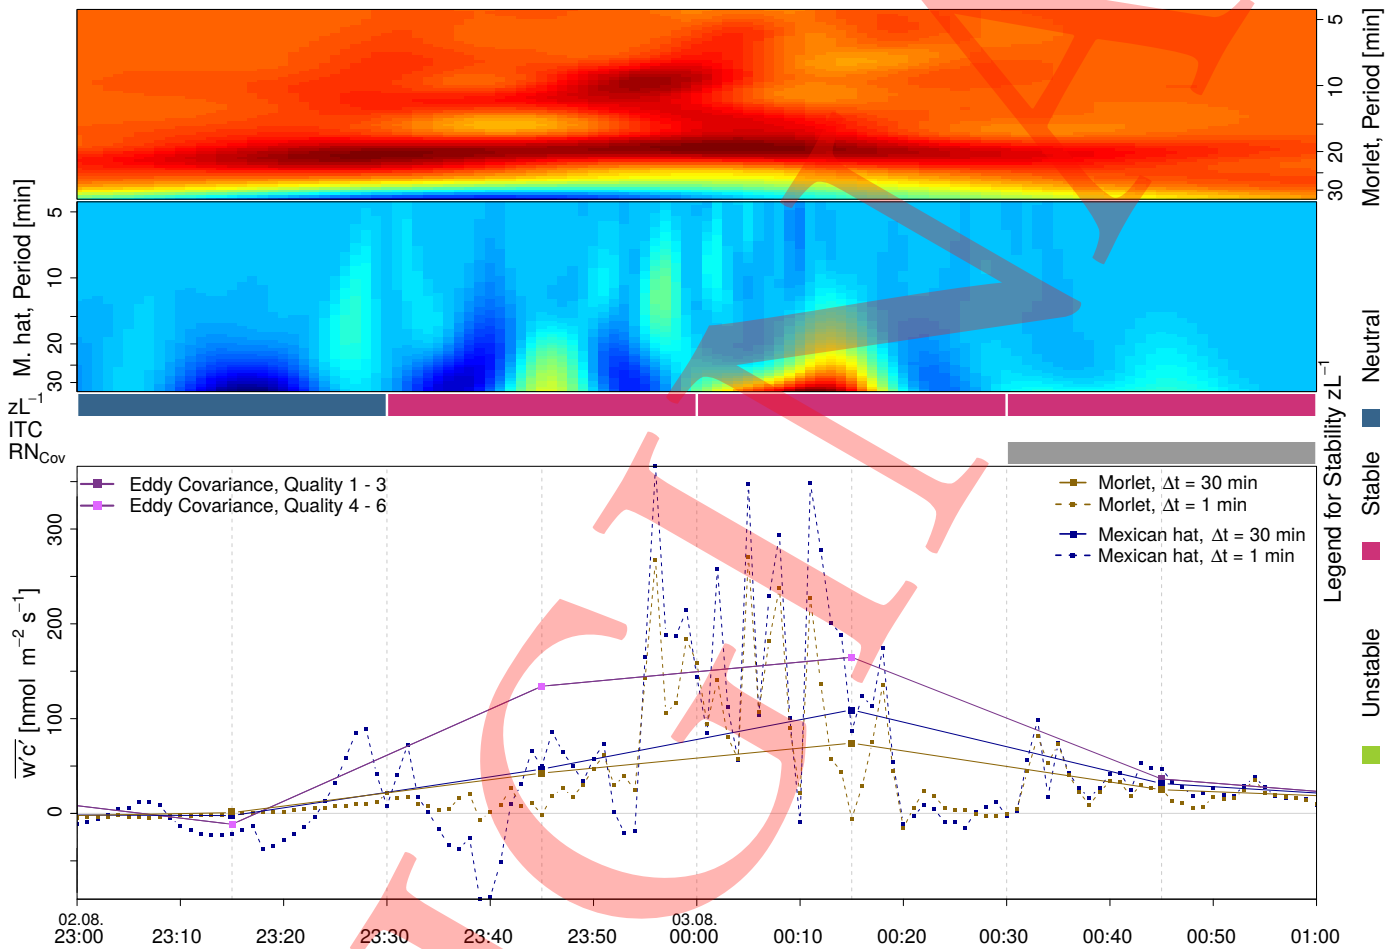 5
10
20
30
Morlet, Period [min]
5
10
20
30
M. hat, Period [min]
zL⁻¹
ITC
RN_Cov
Legend for Stability zL⁻¹
Neutral
Stable
Unstable
Eddy Covariance, Quality 1 - 3
Eddy Covariance, Quality 4 - 6
Morlet, Δt = 30 min
Morlet, Δt = 1 min
Mexican hat, Δt = 30 min
Mexican hat, Δt = 1 min
300
200
100
0
w′c′ [nmol m⁻² s⁻¹]
02.08.
03.08.
23:00 23:10 23:20 23:30 23:40 23:50 00:00 00:10 00:20 00:30 00:40 00:50 01:00